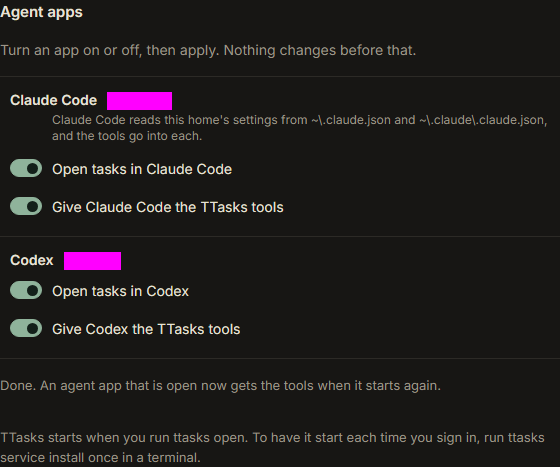 Agent apps
Turn an app on or off, then apply. Nothing changes before that.
Claude Code
Claude Code reads this home's settings from ~\.claude.json and ~\.claude\.claude.json,
and the tools go into each.
Open tasks in Claude Code
Give Claude Code the TTasks tools
Codex
Open tasks in Codex
Give Codex the TTasks tools
Done. An agent app that is open now gets the tools when it starts again.
TTasks starts when you run ttasks open. To have it start each time you sign in, run ttasks
service install once in a terminal.